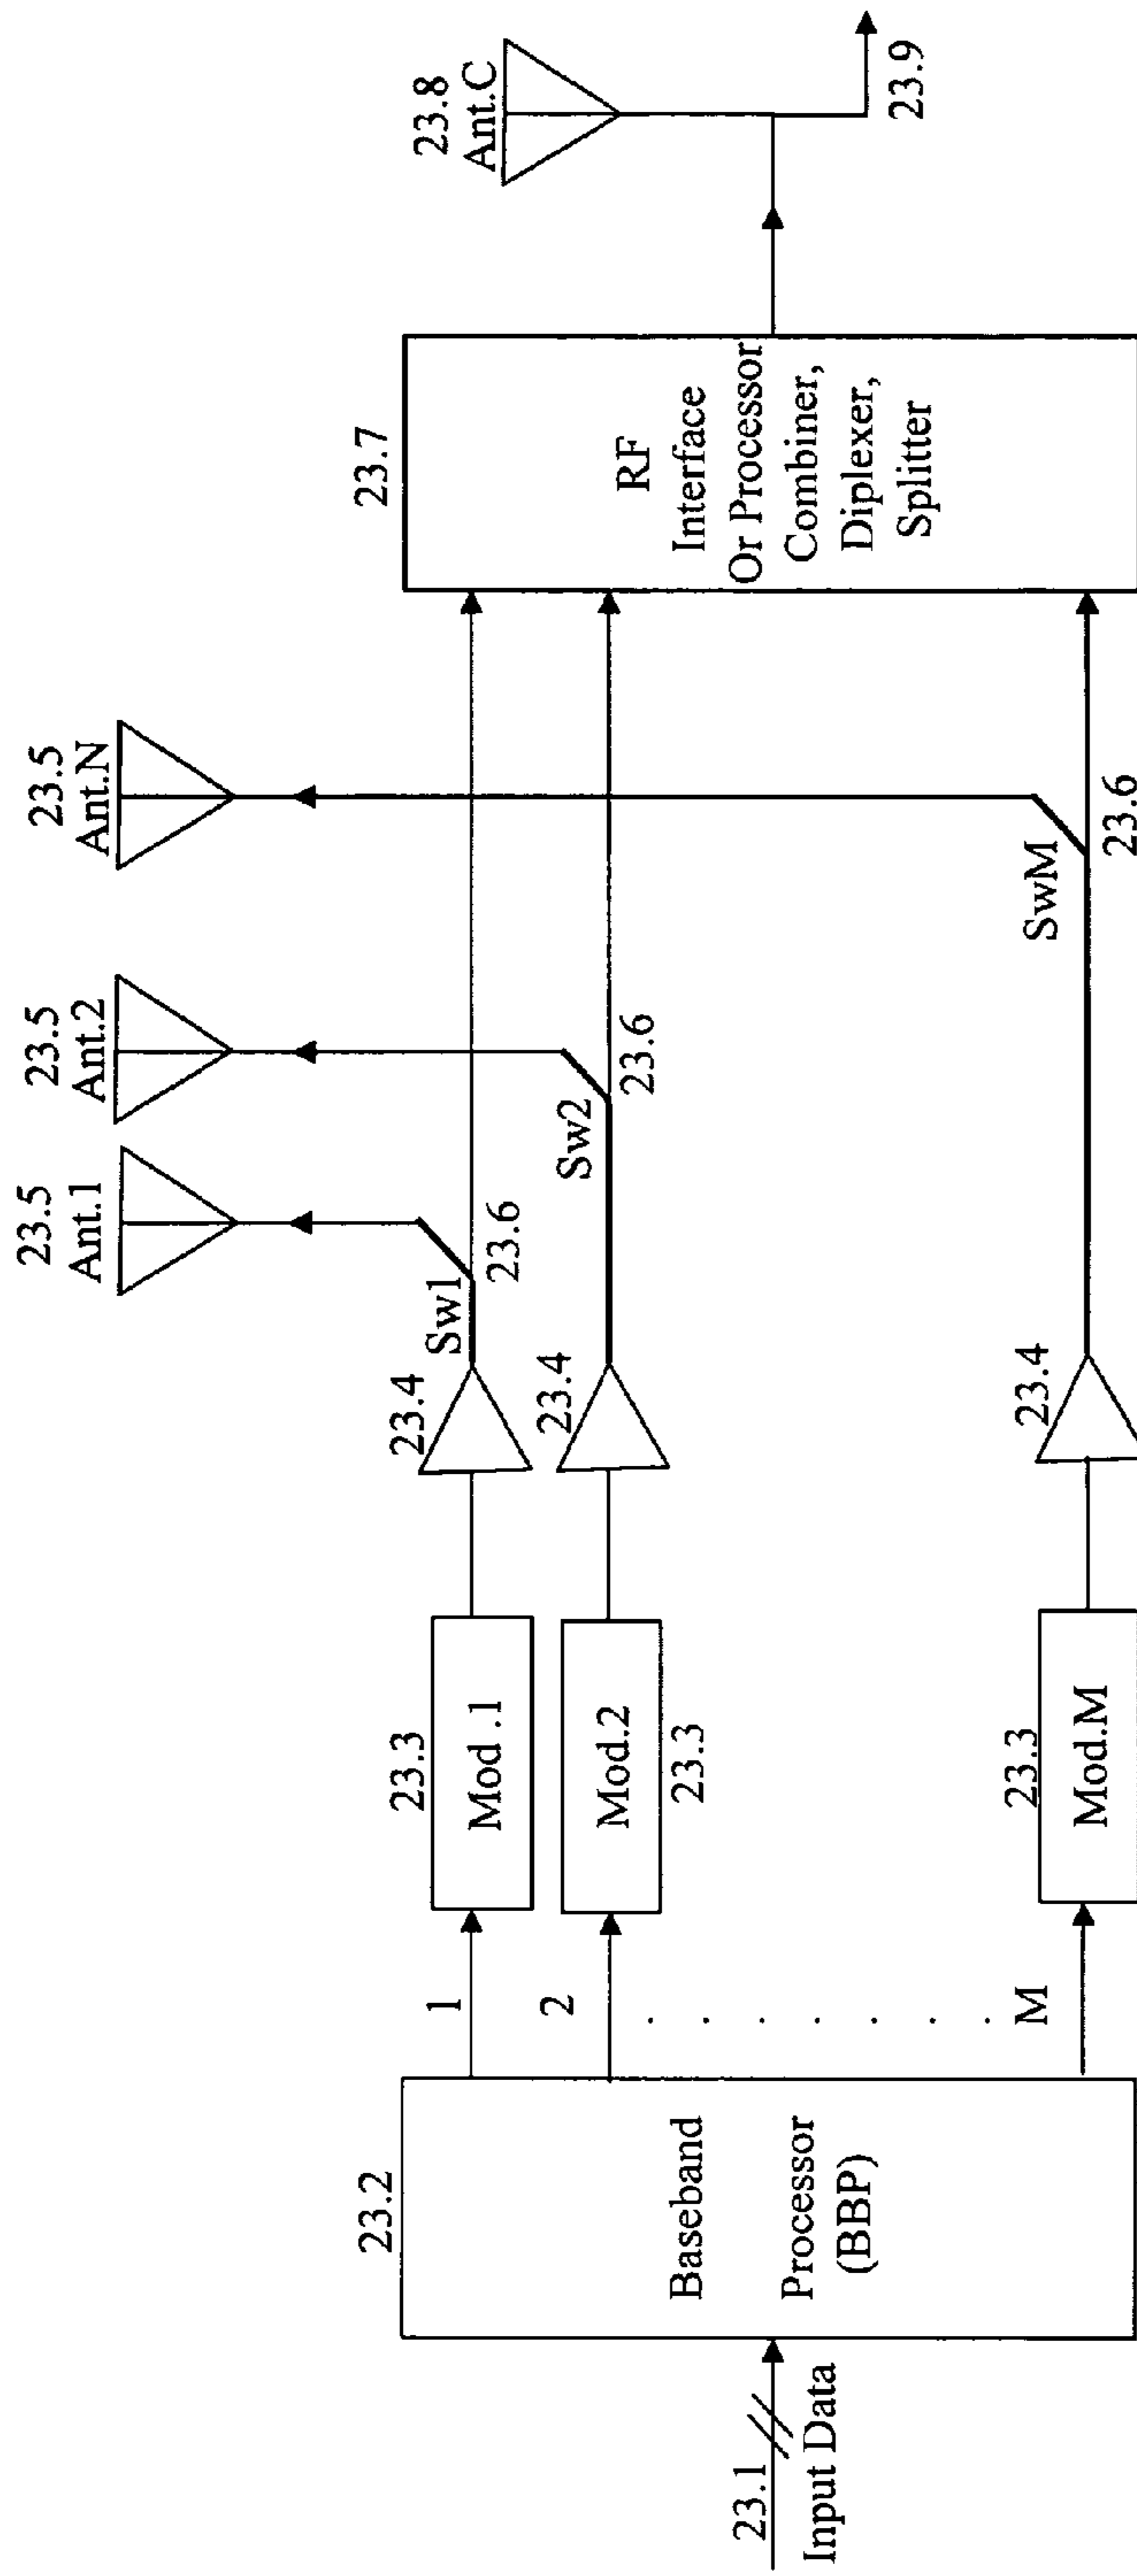 23.1
Input Data
23.2
Baseband
Processor
(BBP)
1
2
. . . . . . .
M
23.3
Mod .1
Mod.2
23.3
23.3
Mod.M
23.4
23.4
23.4
Sw1
23.6
Sw2
23.6
SwM
23.6
23.5
Ant.1
23.5
Ant.2
23.5
Ant.N
23.7
RF
Interface
Or Processor
Combiner,
Diplexer,
Splitter
23.8
Ant.C
23.9